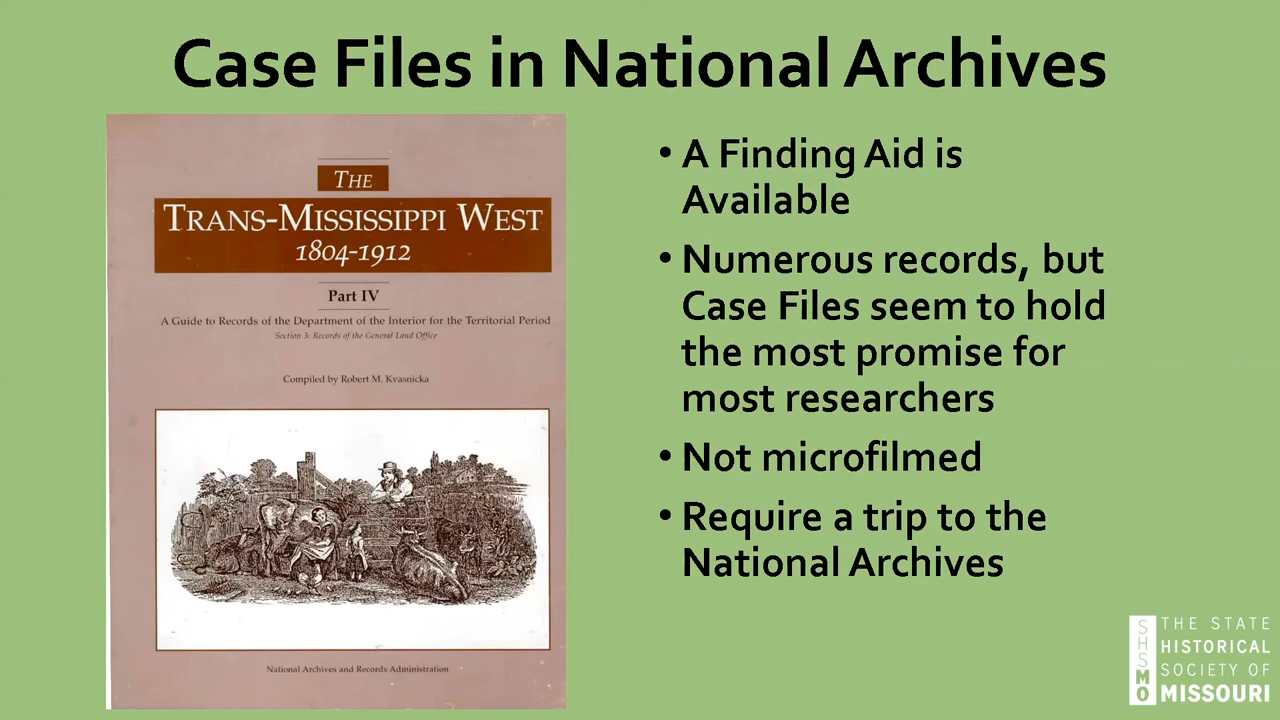 Case Files in National Archives
THE
TRANS-MISSISSIPPI WEST
1804-1912
Part IV
A Guide to Records of the Department of the Interior for the Territorial Period
Section 3: Records of the General Land Office
Compiled by Robert M. Kvasnicka
National Archives and Records Administration
• A Finding Aid is
Available
• Numerous records, but
Case Files seem to hold
the most promise for
most researchers
• Not microfilmed
• Require a trip to the
National Archives
SHSMO
THE STATE
HISTORICAL
SOCIETY OF
MISSOURI